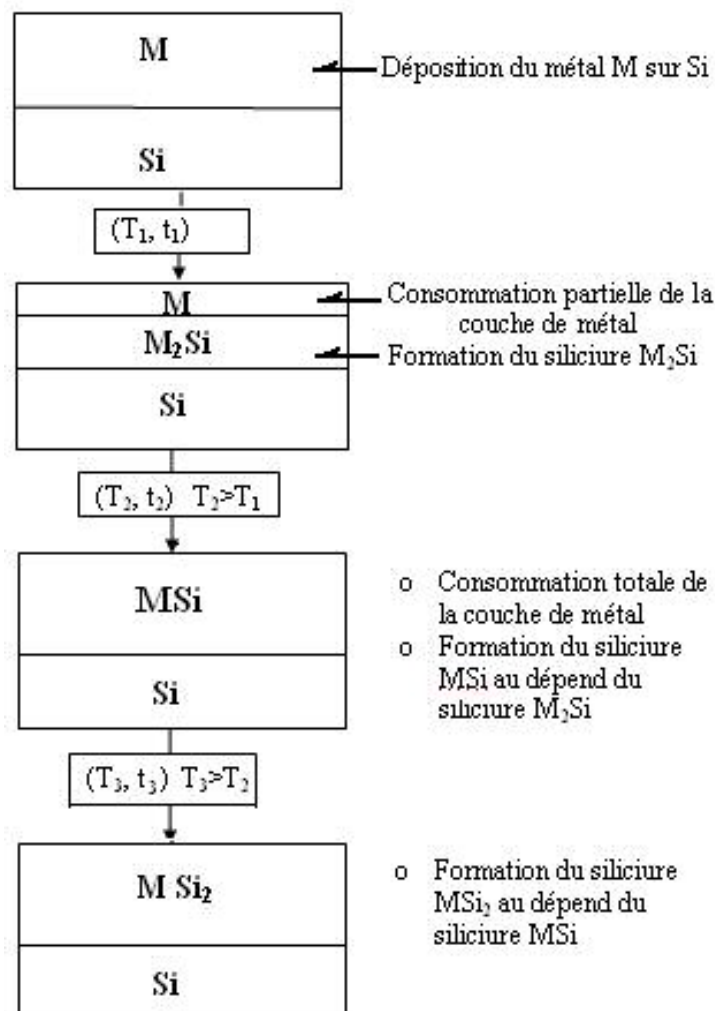 M
Déposition du métal M sur Si
Si
(T₁, t₁)
M
Consommation partielle de la
couche de métal
M₂Si
Formation du siliciure M₂Si
Si
(T₂, t₂) T₂>T₁
MSi
Si
o Consommation totale de
la couche de métal
o Formation du siliciure
MSi au dépend du
siliciure M₂Si
(T₃, t₃) T₃>T₂
M Si₂
Si
o Formation du siliciure
MSi₂ au dépend du
siliciure MSi